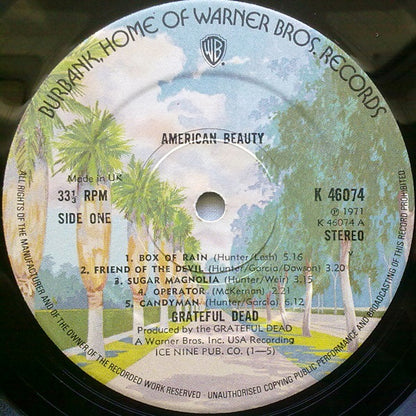 BURBANK, HOME OF WARNER BROS. RECORDS
WB
AMERICAN BEAUTY
Made in UK
33⅓ RPM
SIDE ONE
K 46074
℗ 1971
K 46074 A
STEREO
1. BOX OF RAIN (Hunter/Lesh) 5.16
2. FRIEND OF THE DEVIL (Hunter/Garcia/Dawson) 3.20
3. SUGAR MAGNOLIA (Hunter/Weir) 3.15
4. OPERATOR (McKernan) 2.21
5. CANDYMAN (Hunter/Garcia) 6.12
GRATEFUL DEAD
Produced by the GRATEFUL DEAD
A Warner Bros. Inc. USA Recording
ICE NINE PUB. CO. (1—5)
ALL RIGHTS OF THE MANUFACTURER AND OF THE OWNER OF THE RECORDED WORK RESERVED - UNAUTHORISED COPYING PUBLIC PERFORMANCE AND BROADCASTING OF THIS RECORD PROHIBITED